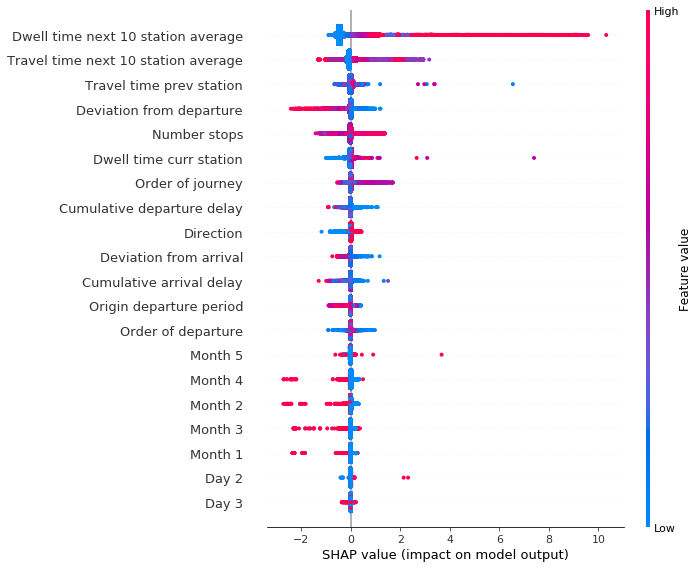 High
Dwell time next 10 station average
Travel time next 10 station average
Travel time prev station
Deviation from departure
Number stops
Dwell time curr station
Order of journey
Cumulative departure delay
Direction
Deviation from arrival
Cumulative arrival delay
Origin departure period
Order of departure
Month 5
Month 4
Month 2
Month 3
Month 1
Day 2
Day 3
Feature value
Low
−2 0 2 4 6 8 10
SHAP value (impact on model output)